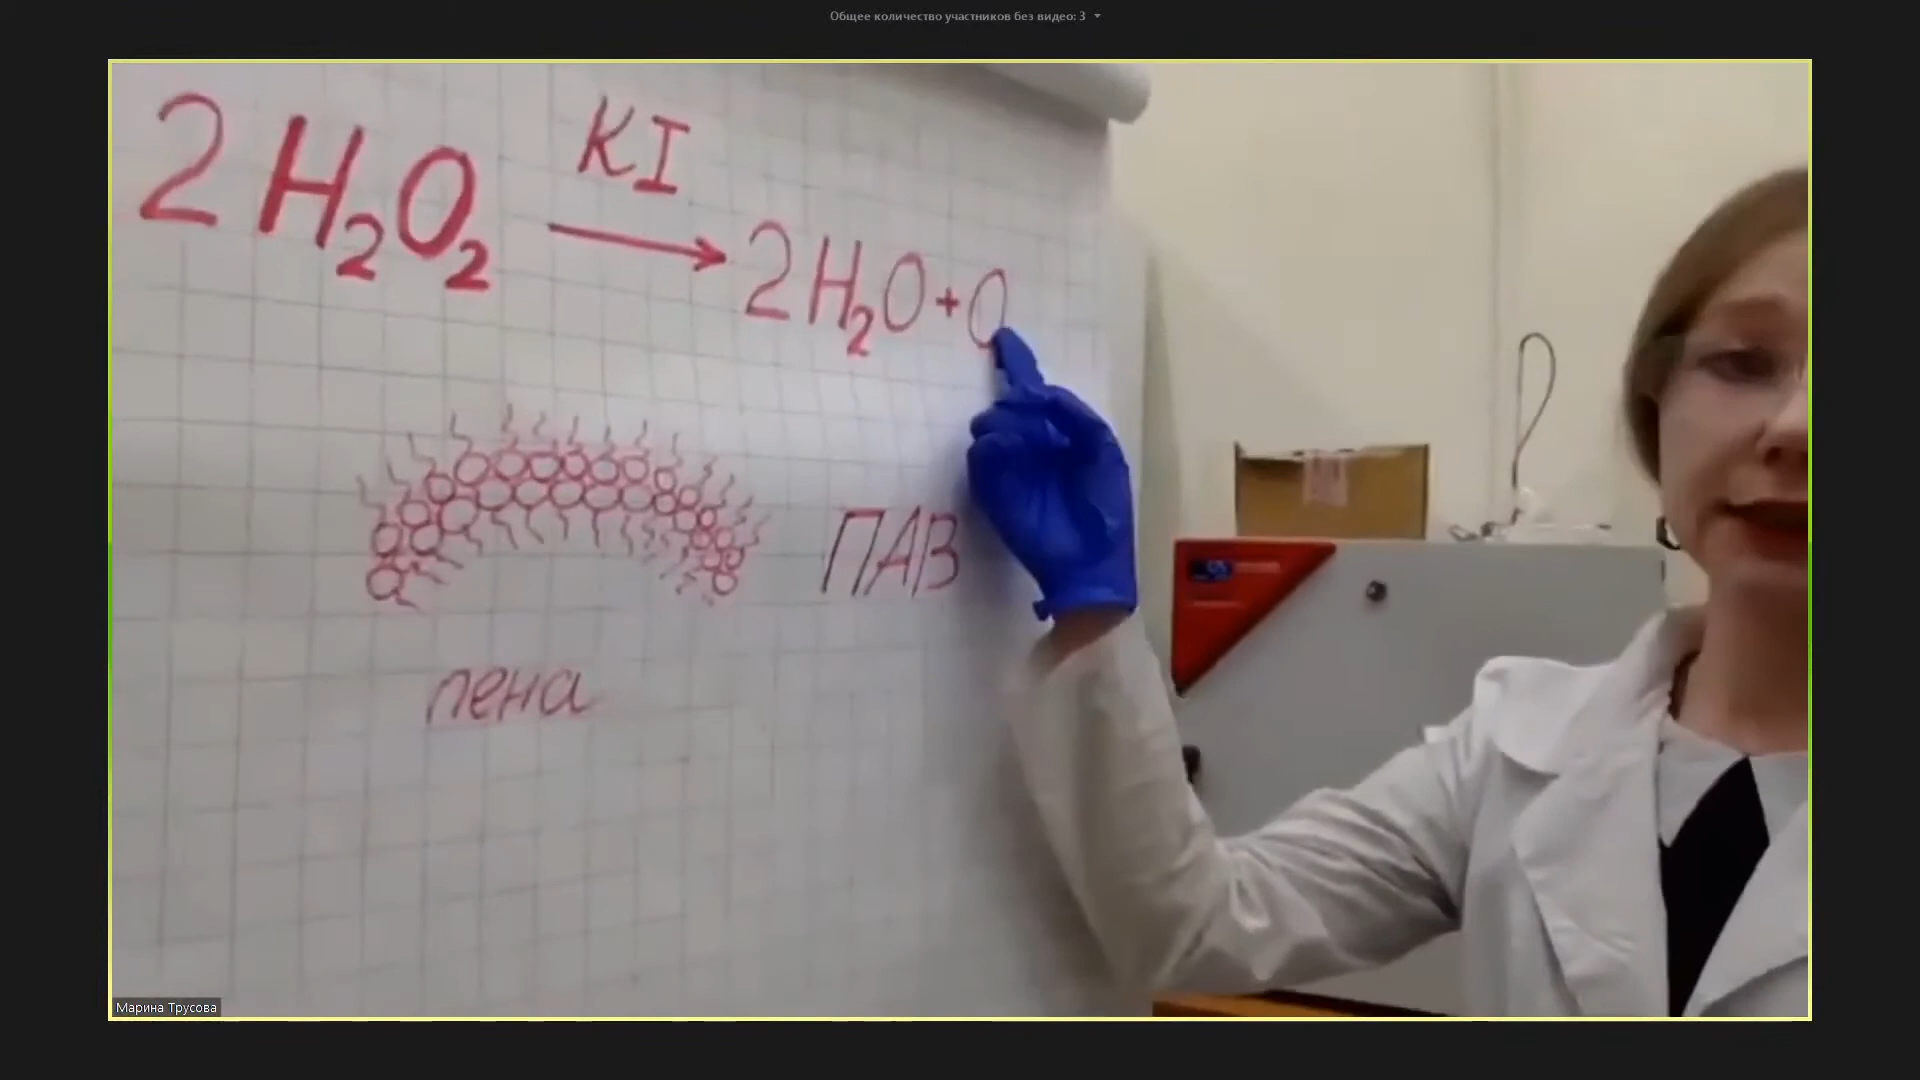 Общее количество участников без видео: 3
2H₂O₂ KI → 2H₂O + O
ПАВ
пена
Марина Трусова